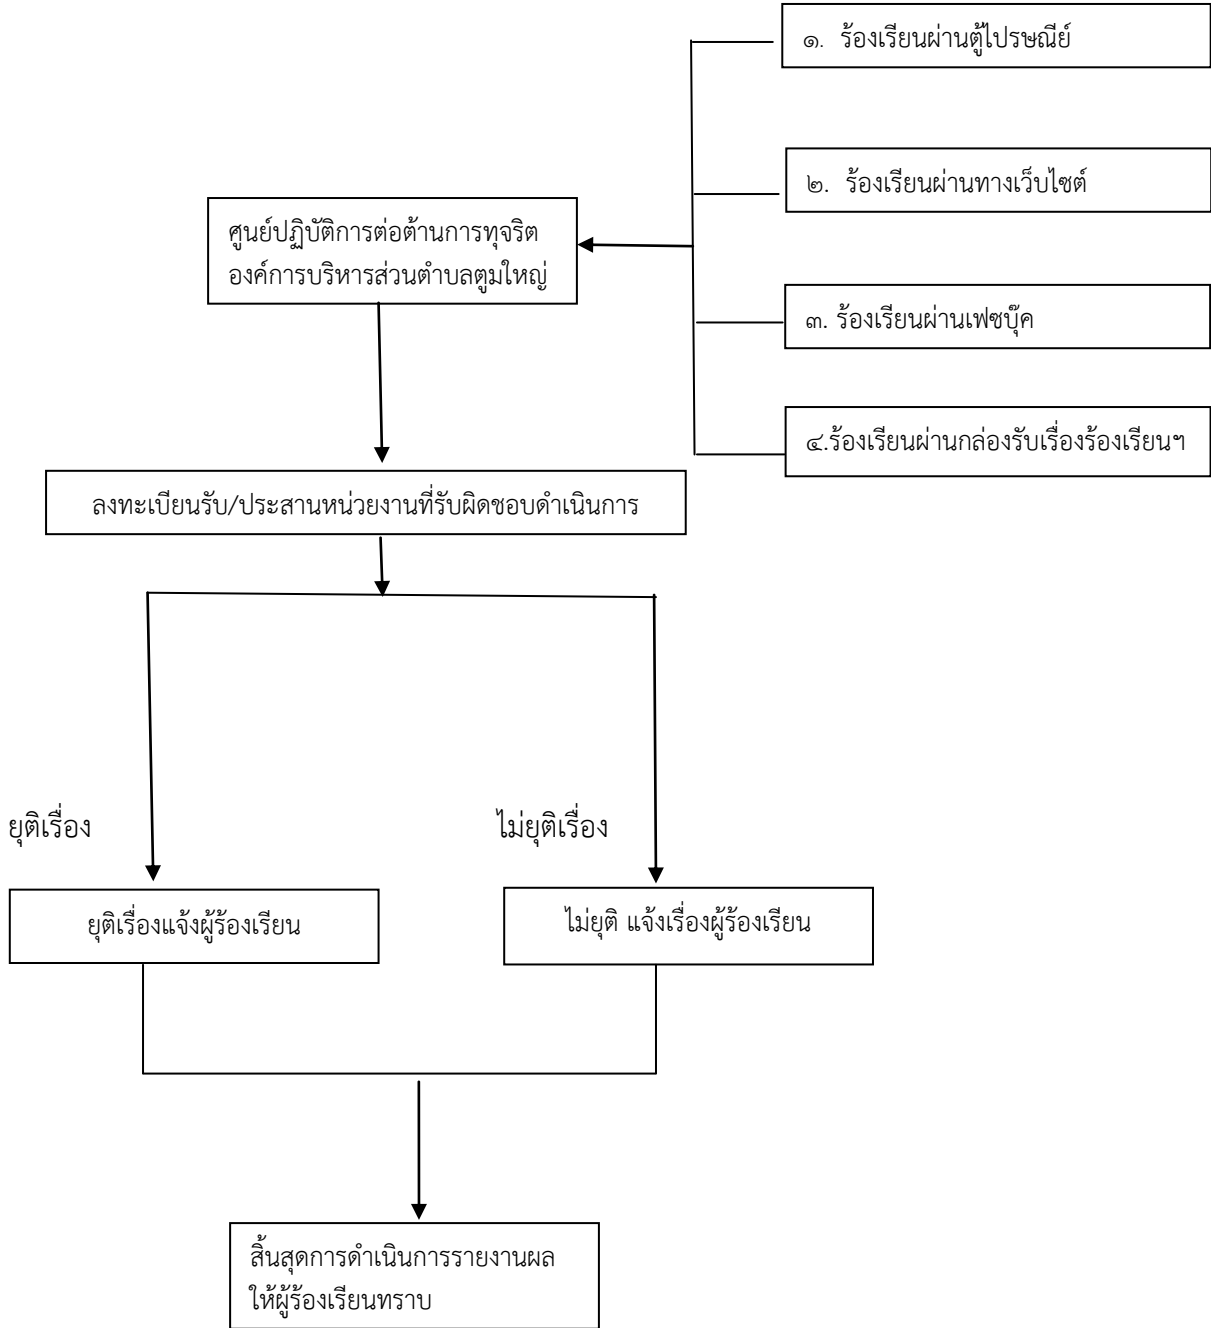 ๑. ร้องเรียนผ่านตู้ไปรษณีย์
๒. ร้องเรียนผ่านทางเว็บไซต์
ศูนย์ปฏิบัติการต่อต้านการทุจริต
องค์การบริหารส่วนตำบลตูมใหญ่
๓. ร้องเรียนผ่านเฟซบุ๊ค
๔.ร้องเรียนผ่านกล่องรับเรื่องร้องเรียนฯ
ลงทะเบียนรับ/ประสานหน่วยงานที่รับผิดชอบดำเนินการ
ยุติเรื่อง
ไม่ยุติเรื่อง
ยุติเรื่องแจ้งผู้ร้องเรียน
ไม่ยุติ แจ้งเรื่องผู้ร้องเรียน
สิ้นสุดการดำเนินการรายงานผล
ให้ผู้ร้องเรียนทราบ